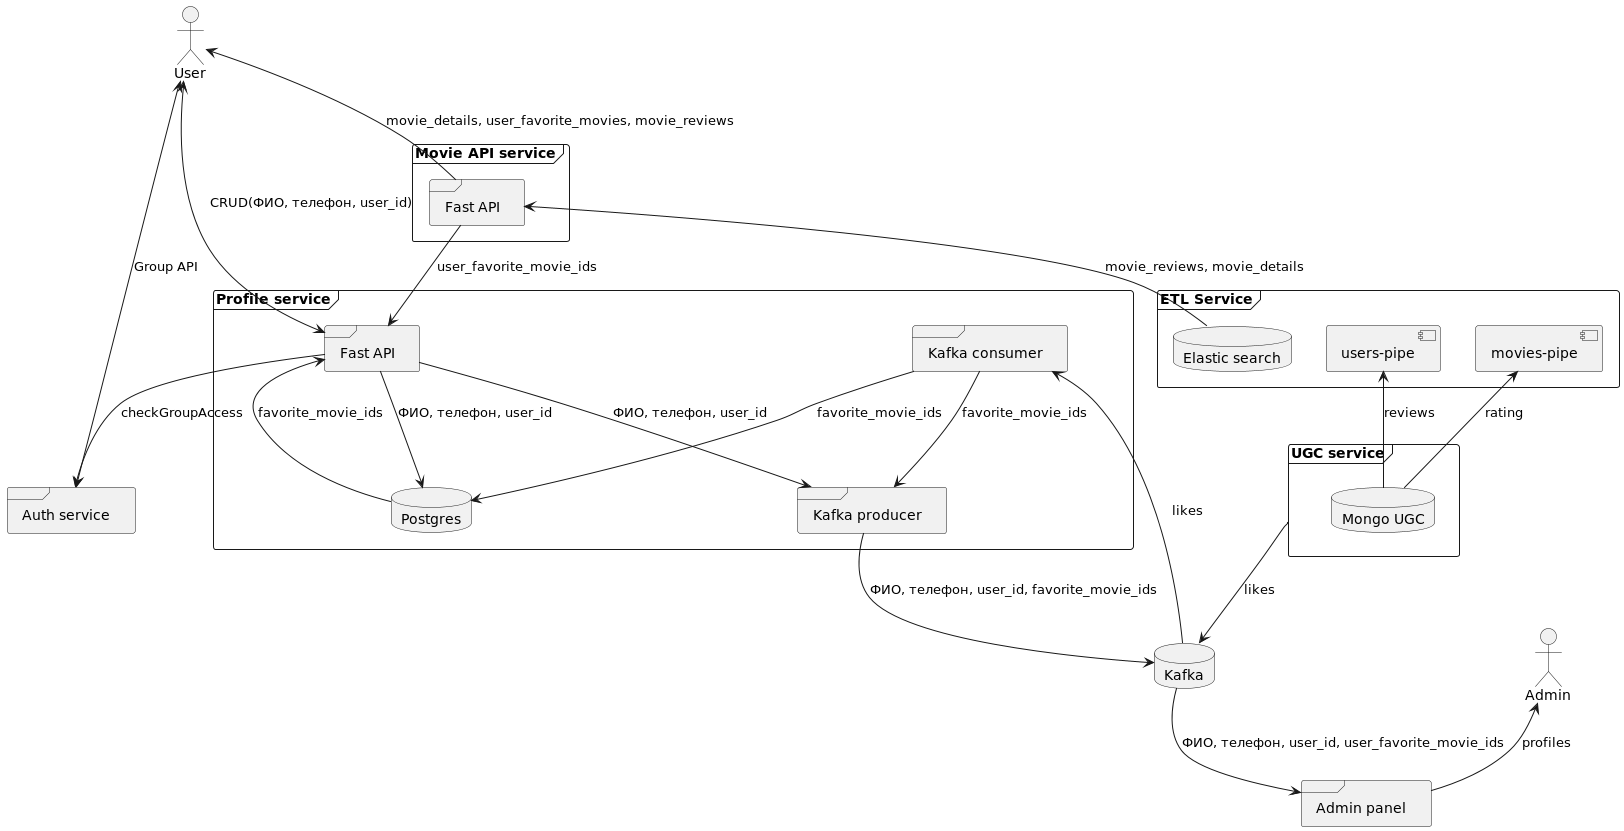 User
movie_details, user_favorite_movies, movie_reviews
Movie API service
CRUD(ФИО, телефон, user_id)
Fast API
Group API
user_favorite_movie_ids
movie_reviews, movie_details
Profile service
ETL Service
Fast API
Kafka consumer
Elastic search
users-pipe
movies-pipe
checkGroupAccess
favorite_movie_ids
ФИО, телефон, user_id
ФИО, телефон, user_id
favorite_movie_ids
favorite_movie_ids
reviews
rating
UGC service
Auth service
Postgres
Kafka producer
likes
Mongo UGC
ФИО, телефон, user_id, favorite_movie_ids
likes
Kafka
Admin
ФИО, телефон, user_id, user_favorite_movie_ids
profiles
Admin panel